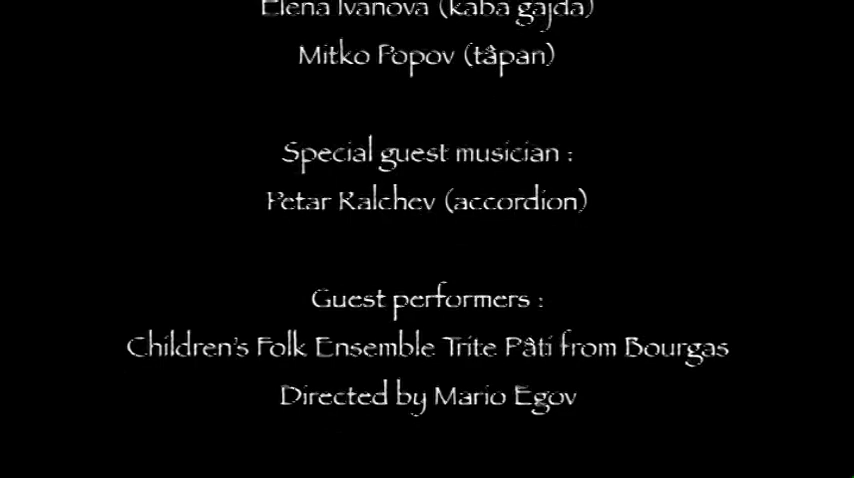 Elena Ivanova (kaba gajda)
Mitko Popov (tâpan)
Special guest musician :
Petar Ralchev (accordion)
Guest performers :
Children's Folk Ensemble Trite Pâti from Bourgas
Directed by Mario Egov